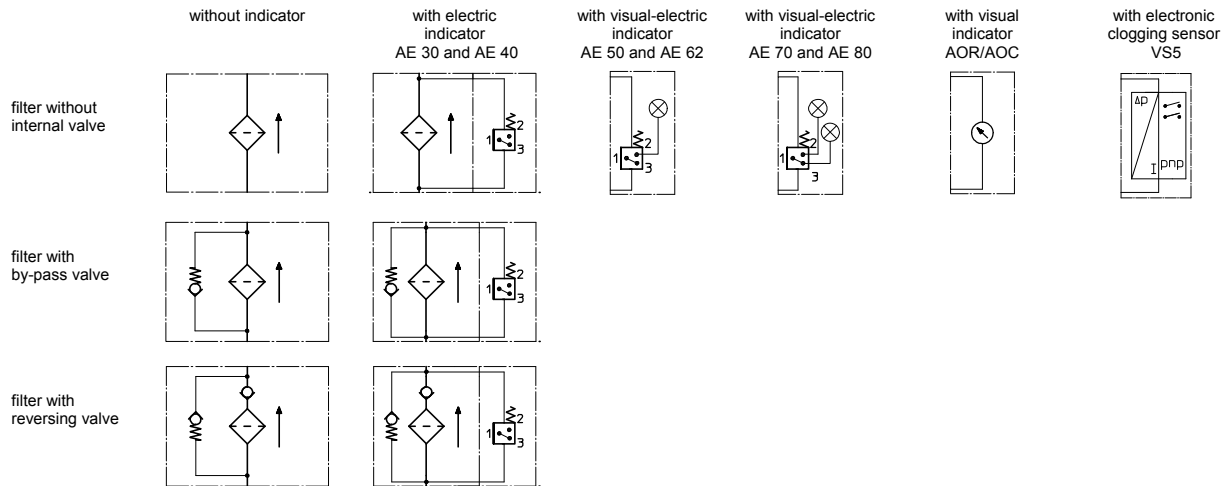 without indicator
with electric
indicator
AE 30 and AE 40
with visual-electric
indicator
AE 50 and AE 62
with visual-electric
indicator
AE 70 and AE 80
with visual
indicator
AOR/AOC
with electronic
clogging sensor
VS5
filter without
internal valve
1 2 3
1 2 3
1 2 3
Δp
I pnp
filter with
by-pass valve
1 2 3
filter with
reversing valve
1 2 3